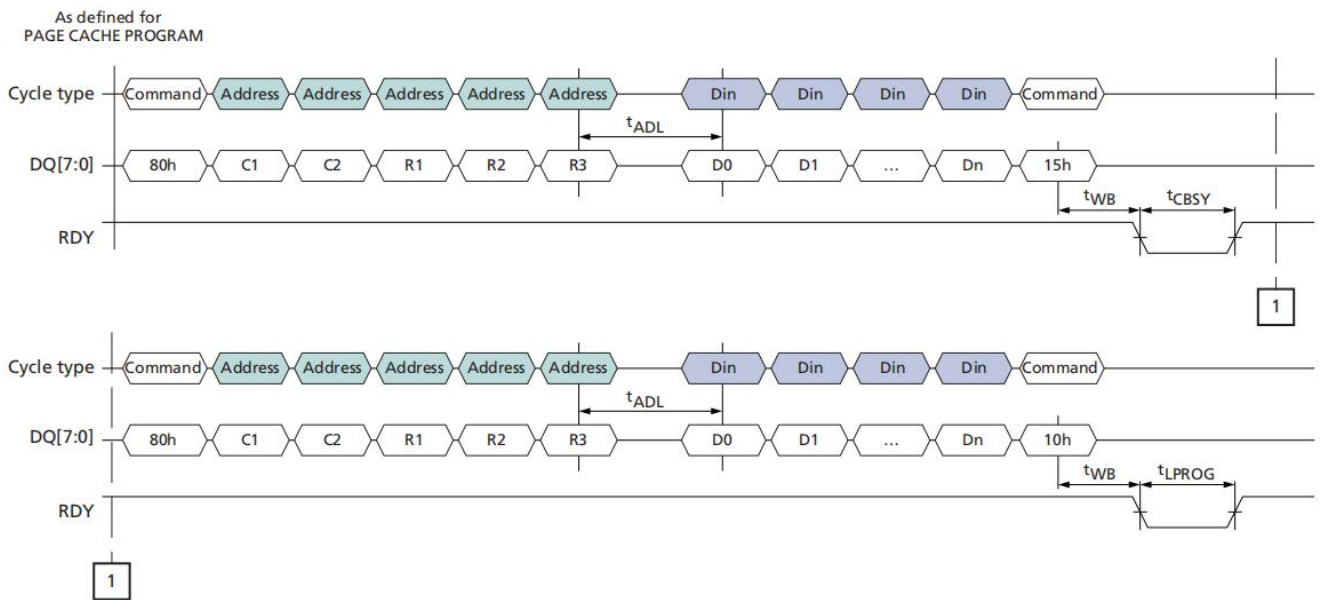 As defined for
PAGE CACHE PROGRAM
Cycle type Command Address Address Address Address Address Din Din Din Din Command
tADL
DQ[7:0] 80h C1 C2 R1 R2 R3 D0 D1 ... Dn 15h
tWB tCBSY
RDY
1
Cycle type Command Address Address Address Address Address Din Din Din Din Command
tADL
DQ[7:0] 80h C1 C2 R1 R2 R3 D0 D1 ... Dn 10h
tWB tLPROG
RDY
1